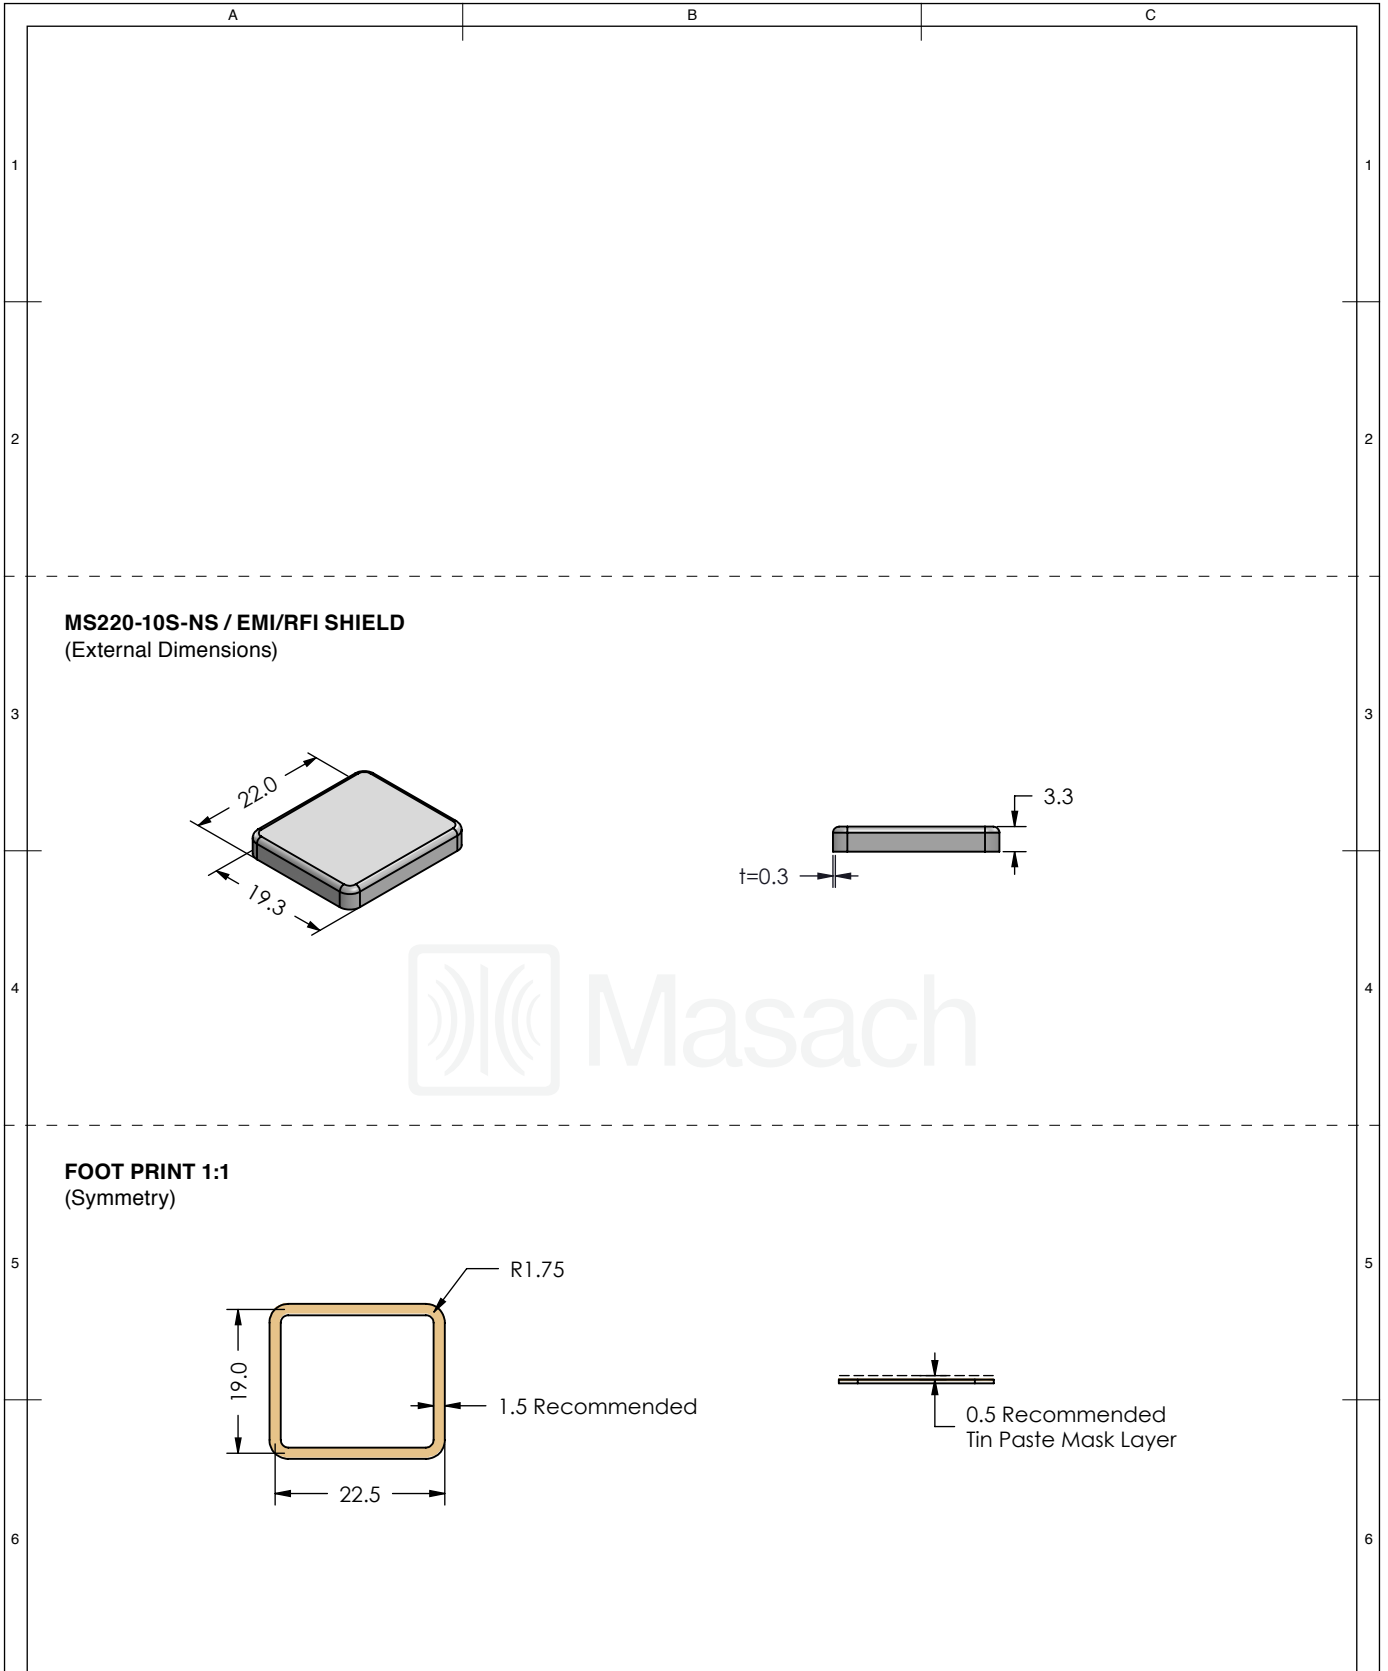 A B C
1 1
2 2
MS220-10S-NS / EMI/RFI SHIELD
(External Dimensions)
3 3
22.0
19.3
3.3
t=0.3
4 4
Masach
FOOT PRINT 1:1
(Symmetry)
5 5
R1.75
19.0
1.5 Recommended
22.5
0.5 Recommended
Tin Paste Mask Layer
6 6